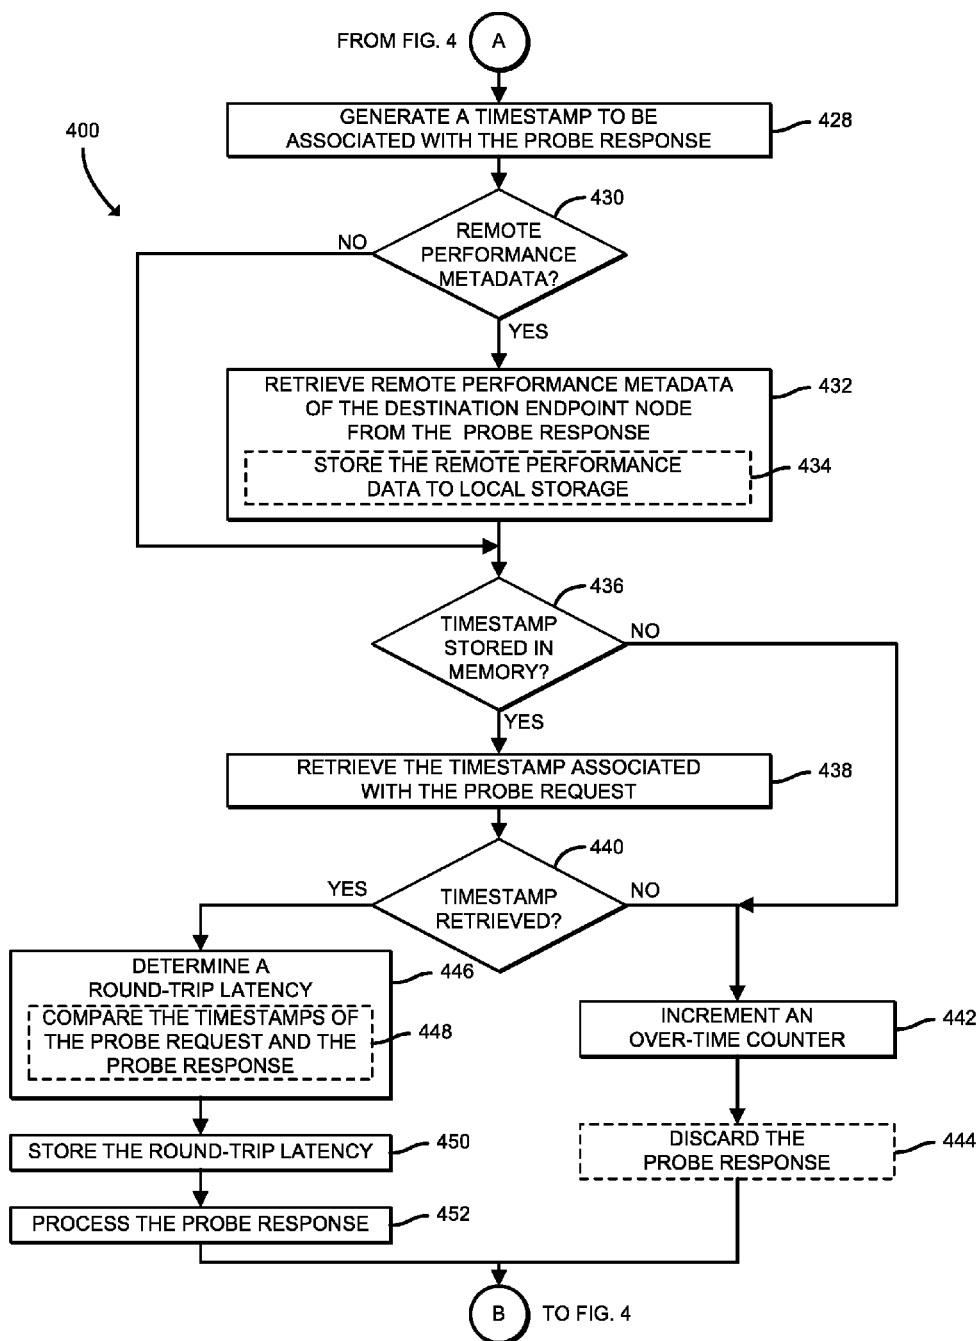 FROM FIG. 4
A
GENERATE A TIMESTAMP TO BE
ASSOCIATED WITH THE PROBE RESPONSE
428
400
430
REMOTE
PERFORMANCE
METADATA?
NO
YES
RETRIEVE REMOTE PERFORMANCE METADATA
OF THE DESTINATION ENDPOINT NODE
FROM THE PROBE RESPONSE
432
STORE THE REMOTE PERFORMANCE
DATA TO LOCAL STORAGE
434
436
TIMESTAMP
STORED IN
MEMORY?
NO
YES
RETRIEVE THE TIMESTAMP ASSOCIATED
WITH THE PROBE REQUEST
438
440
YES
TIMESTAMP
RETRIEVED?
NO
DETERMINE A
ROUND-TRIP LATENCY
446
COMPARE THE TIMESTAMPS OF
THE PROBE REQUEST AND THE
PROBE RESPONSE
448
INCREMENT AN
OVER-TIME COUNTER
442
STORE THE ROUND-TRIP LATENCY
450
DISCARD THE
PROBE RESPONSE
444
PROCESS THE PROBE RESPONSE
452
B
TO FIG. 4